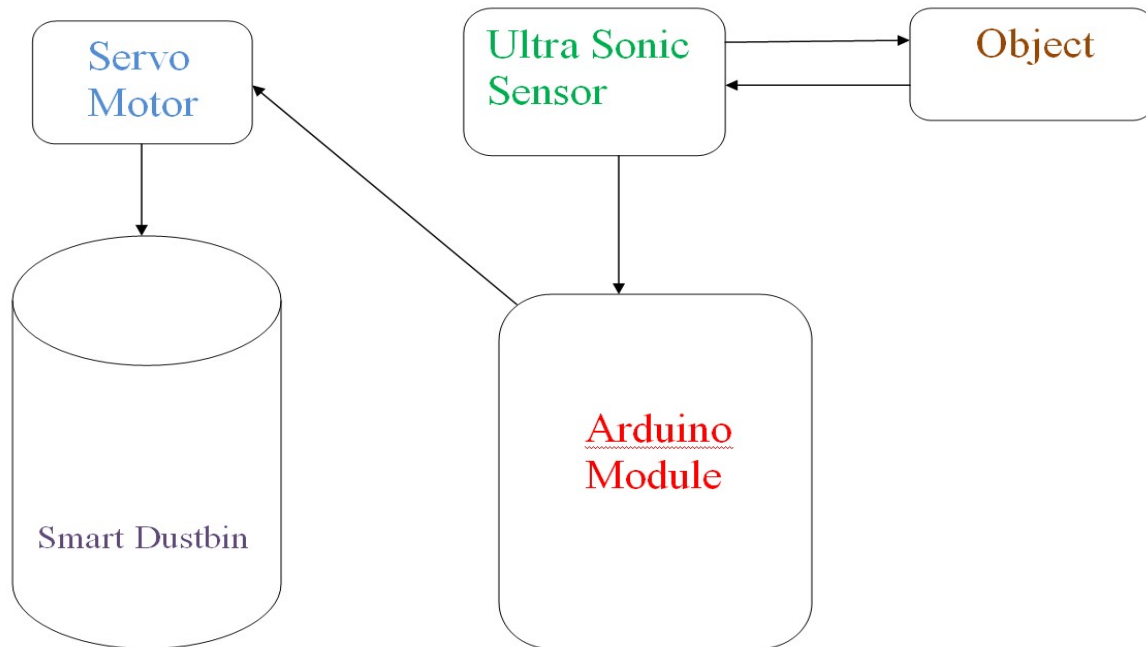 Servo
Motor
Ultra Sonic
Sensor
Object
Arduino
Module
Smart Dustbin